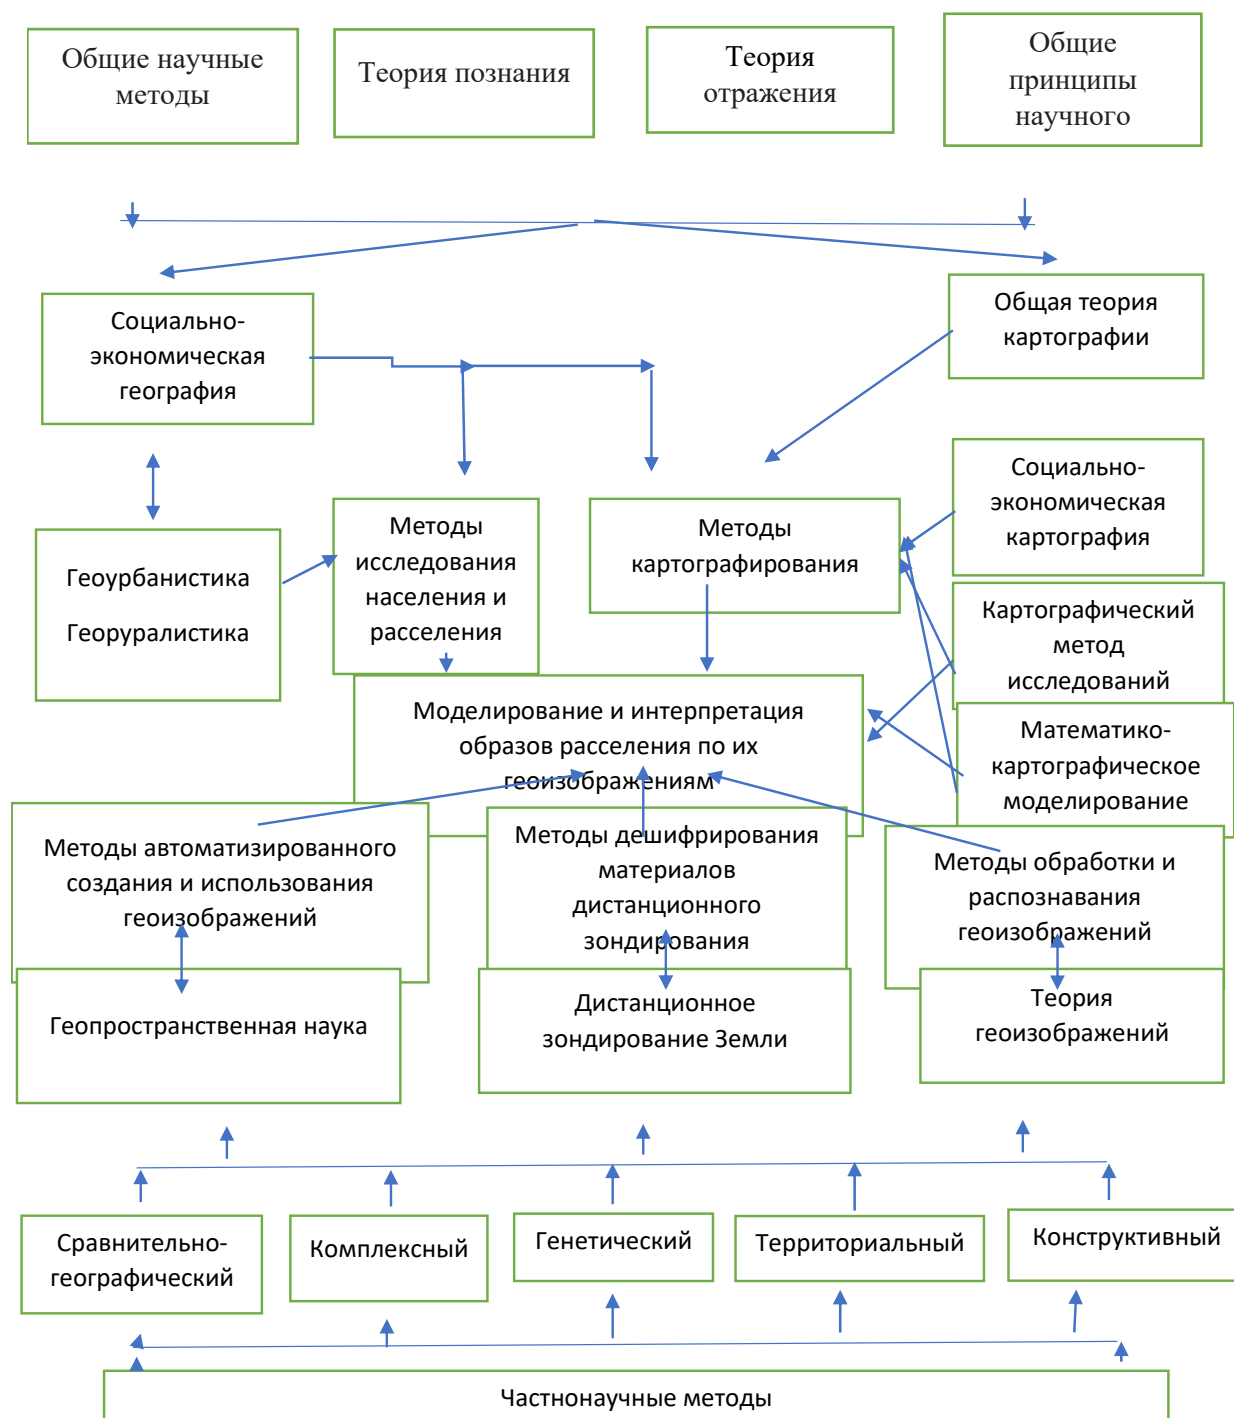 Общие научные
методы
Теория познания
Теория
отражения
Общие
принципы
научного
Социально-
экономическая
география
Общая теория
картографии
Геоурбанистика
Георуралистика
Методы
исследования
населения и
расселения
Методы
картографирования
Социально-
экономическая
картография
Картографический
метод
исследований
Математико-
картографическое
моделирование
Моделирование и интерпретация
образов расселения по их
геоизображениям
Методы автоматизированного
создания и использования
геоизображений
Методы дешифрирования
материалов
дистанционного
зондирования
Методы обработки и
распознавания
геоизображений
Геопространственная наука
Дистанционное
зондирование Земли
Теория
геоизображений
Сравнительно-
географический
Комплексный
Генетический
Территориальный
Конструктивный
Частнонаучные методы